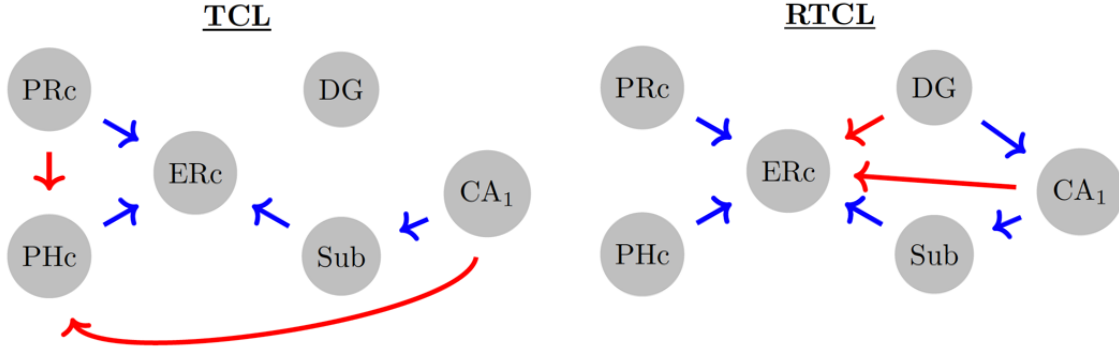 TCL
PRc
DG
ERc
CA₁
PHc
Sub
RTCL
PRc
DG
ERc
CA₁
PHc
Sub